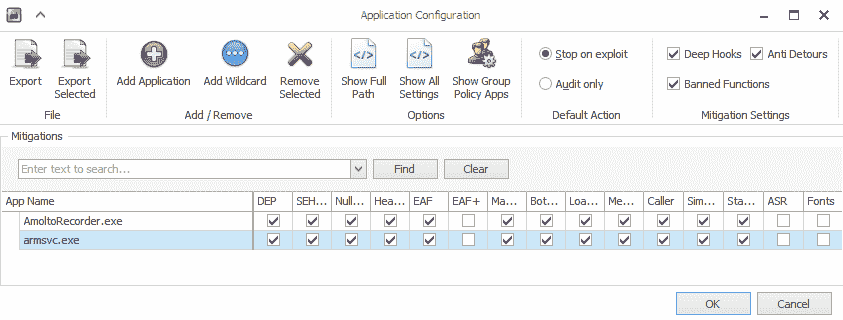 Application Configuration
Export
Export Selected
Add Application
Add Wildcard
Remove Selected
Show Full Path
Show All Settings
Show Group Policy Apps
Stop on exploit
Audit only
Deep Hooks
Anti Detours
Banned Functions
File
Add / Remove
Options
Default Action
Mitigation Settings
Mitigations
Enter text to search...
Find
Clear
App Name DEP SEH... Null... Hea... EAF EAF+ Ma... Bot... Loa... Me... Caller Sim... Sta... ASR Fonts
AmoltoRecorder.exe
armsvc.exe
OK
Cancel